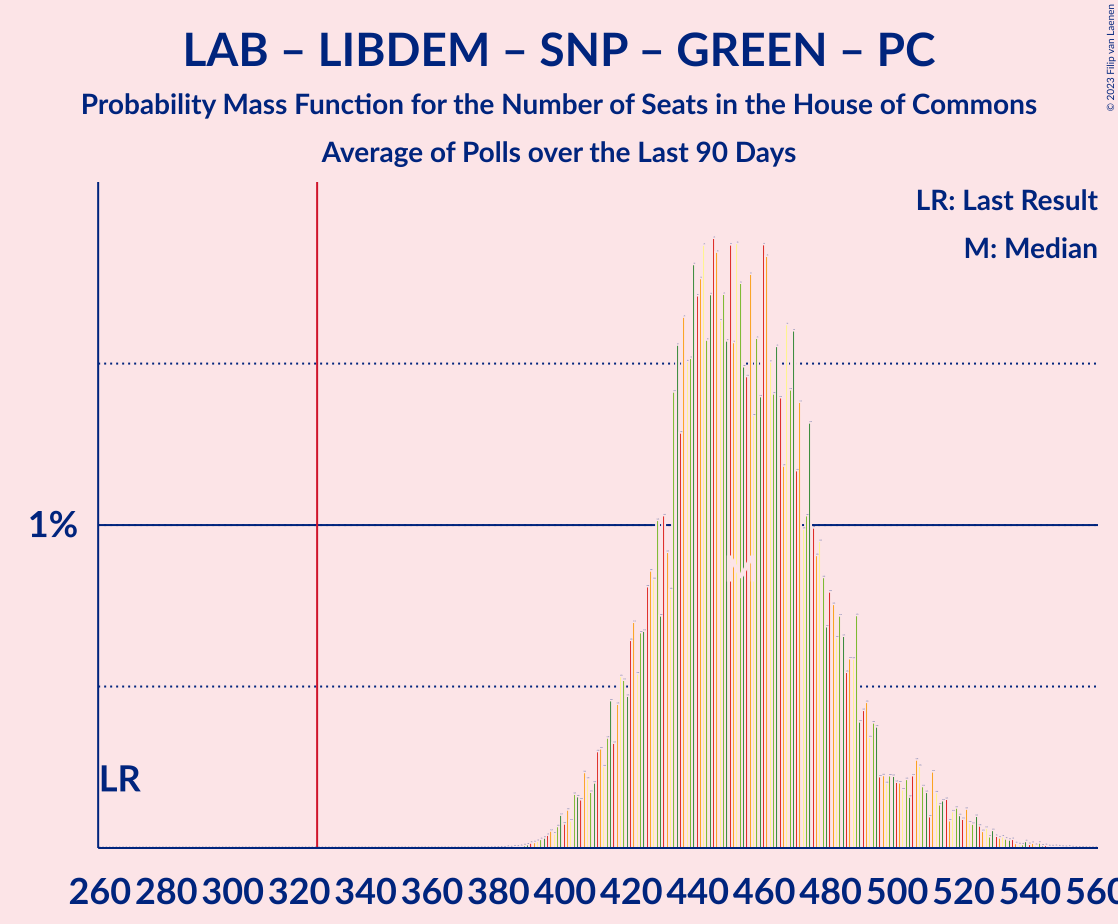 LAB – LIBDEM – SNP – GREEN – PC
Probability Mass Function for the Number of Seats in the House of Commons
Average of Polls over the Last 90 Days
© 2023 Filip van Laenen
LR: Last Result
M: Median
1%
M
LR
260 280 300 320 340 360 380 400 420 440 460 480 500 520 540 560